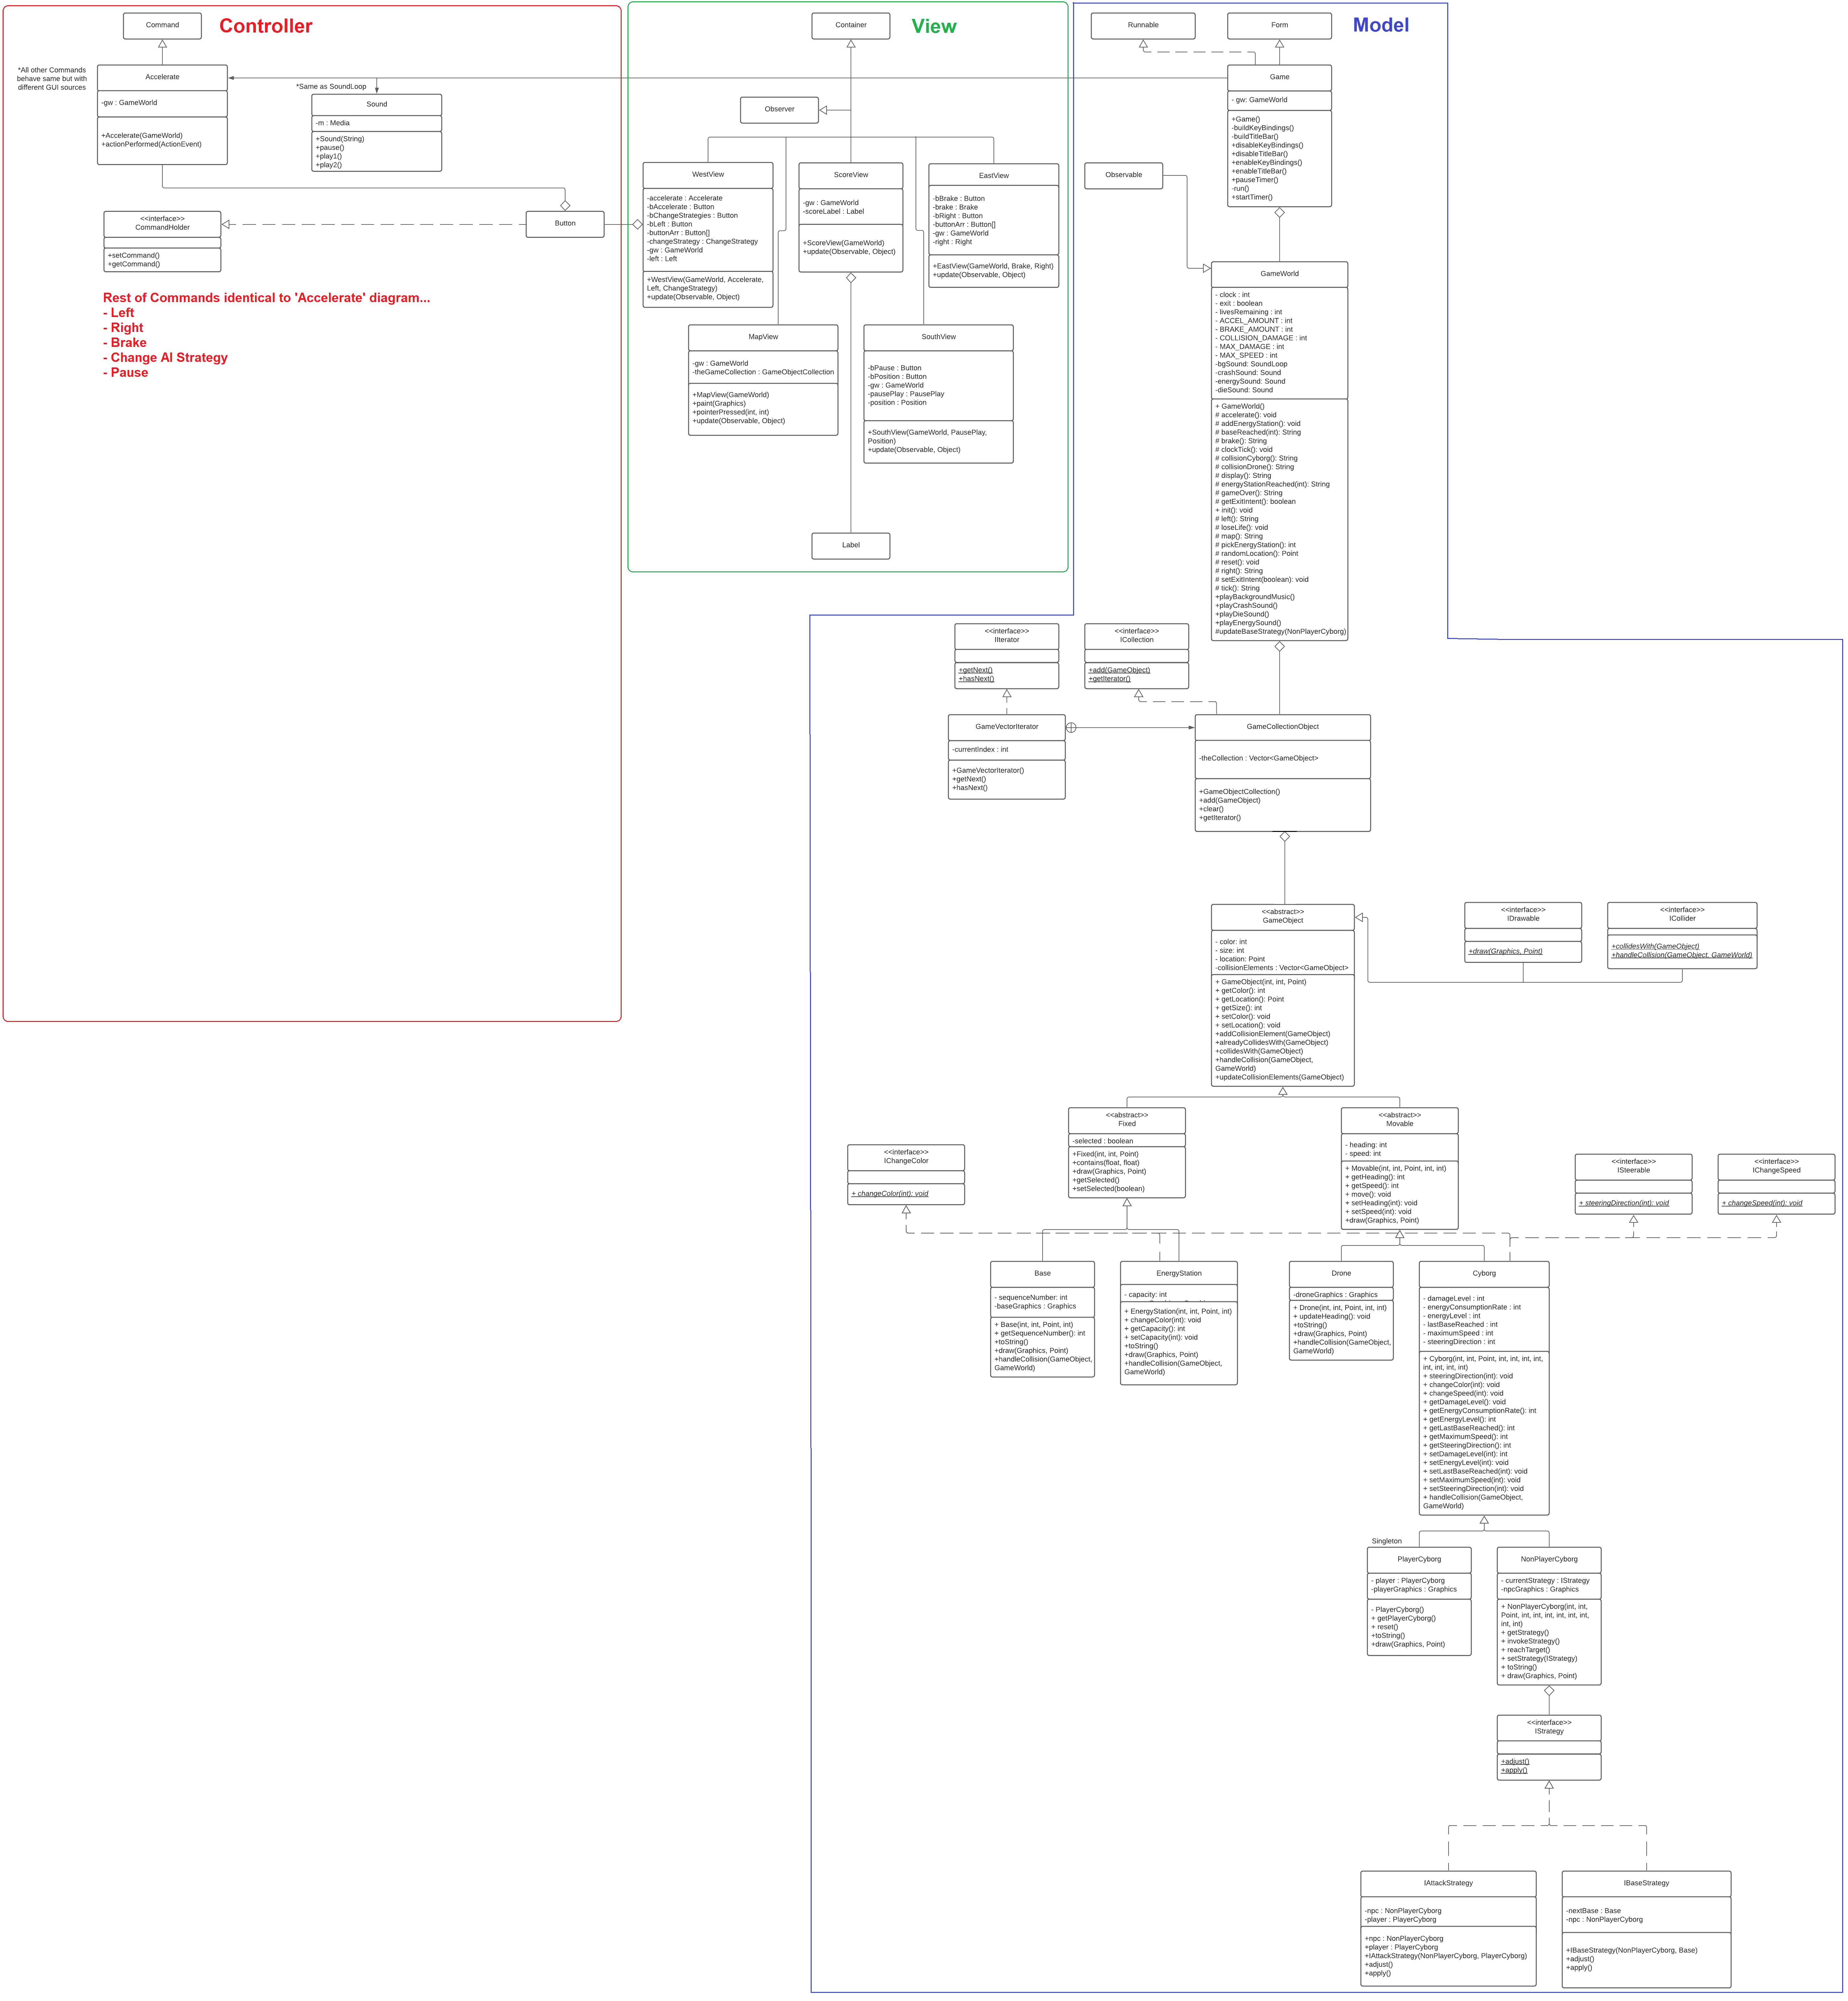 Controller
Command
*All other Commands
behave same but with
different GUI sources
Accelerate
-gw : GameWorld
+Accelerate(GameWorld)
+actionPerformed(ActionEvent)
*Same as SoundLoop
Sound
-m : Media
+Sound(String)
+pause()
+play1()
+play2()
<<interface>>
CommandHolder
+setCommand()
+getCommand()
Button
Rest of Commands identical to 'Accelerate' diagram...
- Left
- Right
- Brake
- Change AI Strategy
- Pause
View
Container
Observer
WestView
-accelerate : Accelerate
-bAccelerate : Button
-bChangeStrategies : Button
-bLeft : Button
-buttonArr : Button[]
-changeStrategy : ChangeStrategy
-gw : GameWorld
-left : Left
+WestView(GameWorld, Accelerate,
Left, ChangeStrategy)
+update(Observable, Object)
ScoreView
-gw : GameWorld
-scoreLabel : Label
+ScoreView(GameWorld)
+update(Observable, Object)
EastView
-bBrake : Button
-brake : Brake
-bRight : Button
-buttonArr : Button[]
-gw : GameWorld
-right : Right
+EastView(GameWorld, Brake, Right)
+update(Observable, Object)
MapView
-gw : GameWorld
-theGameCollection : GameObjectCollection
+MapView(GameWorld)
+paint(Graphics)
+pointerPressed(int, int)
+update(Observable, Object)
SouthView
-bPause : Button
-bPosition : Button
-gw : GameWorld
-pausePlay : PausePlay
-position : Position
+SouthView(GameWorld, PausePlay,
Position)
+update(Observable, Object)
Label
Model
Runnable
Form
Game
- gw: GameWorld
+Game()
-buildKeyBindings()
-buildTitleBar()
+disableKeyBindings()
+disableTitleBar()
+enableKeyBindings()
+enableTitleBar()
+pauseTimer()
-run()
+startTimer()
Observable
GameWorld
- clock : int
- exit : boolean
- livesRemaining : int
- ACCEL_AMOUNT : int
- BRAKE_AMOUNT : int
- COLLISION_DAMAGE : int
- MAX_DAMAGE : int
- MAX_SPEED : int
-bgSound: SoundLoop
-crashSound: Sound
-energySound: Sound
-dieSound: Sound
+ GameWorld()
# accelerate(): void
# addEnergyStation(): void
# baseReached(int): String
# brake(): String
# clockTick(): void
# collisionCyborg(): String
# collisionDrone(): String
# display(): String
# energyStationReached(int): String
# gameOver(): String
# getExitIntent(): boolean
+ init(): void
# left(): String
# loseLife(): void
# map(): String
# pickEnergyStation(): int
# randomLocation(): Point
# reset(): void
# right(): String
# setExitIntent(boolean): void
# tick(): String
+playBackgroundMusic()
+playCrashSound()
+playDieSound()
+playEnergySound()
#updateBaseStrategy(NonPlayerCyborg)
<<interface>>
IIterator
+getNext()
+hasNext()
<<interface>>
ICollection
+add(GameObject)
+getIterator()
GameVectorIterator
-currentIndex : int
+GameVectorIterator()
+getNext()
+hasNext()
GameCollectionObject
-theCollection : Vector<GameObject>
+GameObjectCollection()
+add(GameObject)
+clear()
+getIterator()
<<abstract>>
GameObject
- color: int
- size: int
- location: Point
-collisionElements : Vector<GameObject>
+ GameObject(int, int, Point)
+ getColor(): int
+ getLocation(): Point
+ getSize(): int
+ setColor(): void
+ setLocation(): void
+addCollisionElement(GameObject)
+alreadyCollidesWith(GameObject)
+collidesWith(GameObject)
+handleCollision(GameObject,
GameWorld)
+updateCollisionElements(GameObject)
<<interface>>
IDrawable
+draw(Graphics, Point)
<<interface>>
ICollider
+collidesWith(GameObject)
+handleCollision(GameObject, GameWorld)
<<abstract>>
Fixed
-selected : boolean
+Fixed(int, int, Point)
+contains(float, float)
+draw(Graphics, Point)
+getSelected()
+setSelected(boolean)
<<abstract>>
Movable
- heading: int
- speed: int
+ Movable(int, int, Point, int, int)
+ getHeading(): int
+ getSpeed(): int
+ move(): void
+ setHeading(int): void
+ setSpeed(int): void
+draw(Graphics, Point)
<<interface>>
IChangeColor
+ changeColor(int): void
<<interface>>
ISteerable
+ steeringDirection(int): void
<<interface>>
IChangeSpeed
+ changeSpeed(int): void
Base
- sequenceNumber: int
-baseGraphics : Graphics
+ Base(int, int, Point, int)
+ getSequenceNumber(): int
+toString()
+draw(Graphics, Point)
+handleCollision(GameObject,
GameWorld)
EnergyStation
- capacity: int
+ EnergyStation(int, int, Point, int)
+ changeColor(int): void
+ getCapacity(): int
+ setCapacity(int): void
+toString()
+draw(Graphics, Point)
+handleCollision(GameObject,
GameWorld)
Drone
-droneGraphics : Graphics
+ Drone(int, int, Point, int, int)
+ updateHeading(): void
+toString()
+draw(Graphics, Point)
+handleCollision(GameObject,
GameWorld)
Cyborg
- damageLevel : int
- energyConsumptionRate : int
- energyLevel : int
- lastBaseReached : int
- maximumSpeed : int
- steeringDirection : int
+ Cyborg(int, int, Point, int, int, int, int,
int, int, int, int)
+ steeringDirection(int): void
+ changeColor(int): void
+ changeSpeed(int): void
+ getDamageLevel(): void
+ getEnergyConsumptionRate(): int
+ getEnergyLevel(): int
+ getLastBaseReached(): int
+ getMaximumSpeed(): int
+ getSteeringDirection(): int
+ setDamageLevel(int): int
+ setEnergyLevel(int): void
+ setLastBaseReached(int): void
+ setMaximumSpeed(int): void
+ setSteeringDirection(int): void
+ handleCollision(GameObject,
GameWorld)
Singleton
PlayerCyborg
- player : PlayerCyborg
-playerGraphics : Graphics
- PlayerCyborg()
+ getPlayerCyborg()
+ reset()
+toString()
+draw(Graphics, Point)
NonPlayerCyborg
- currentStrategy : IStrategy
-npcGraphics : Graphics
+ NonPlayerCyborg(int, int,
Point, int, int, int, int, int, int,
int, int)
+ getStrategy()
+ invokeStrategy()
+ reachTarget()
+ setStrategy(IStrategy)
+ toString()
+ draw(Graphics, Point)
<<interface>>
IStrategy
+adjust()
+apply()
IAttackStrategy
-npc : NonPlayerCyborg
-player : PlayerCyborg
+npc : NonPlayerCyborg
+player : PlayerCyborg
+IAttackStrategy(NonPlayerCyborg, PlayerCyborg)
+adjust()
+apply()
IBaseStrategy
-nextBase : Base
-npc : NonPlayerCyborg
+IBaseStrategy(NonPlayerCyborg, Base)
+adjust()
+apply()